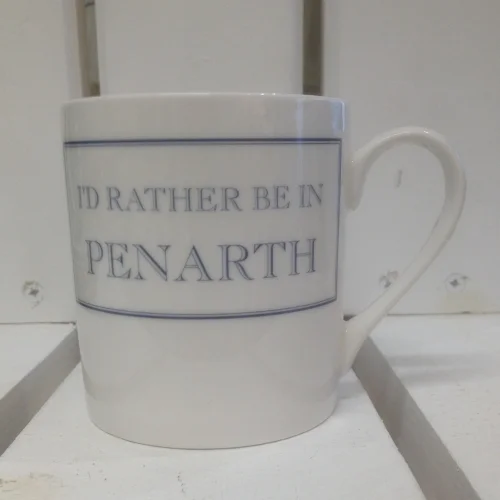 I'D RATHER BE IN
PENARTH